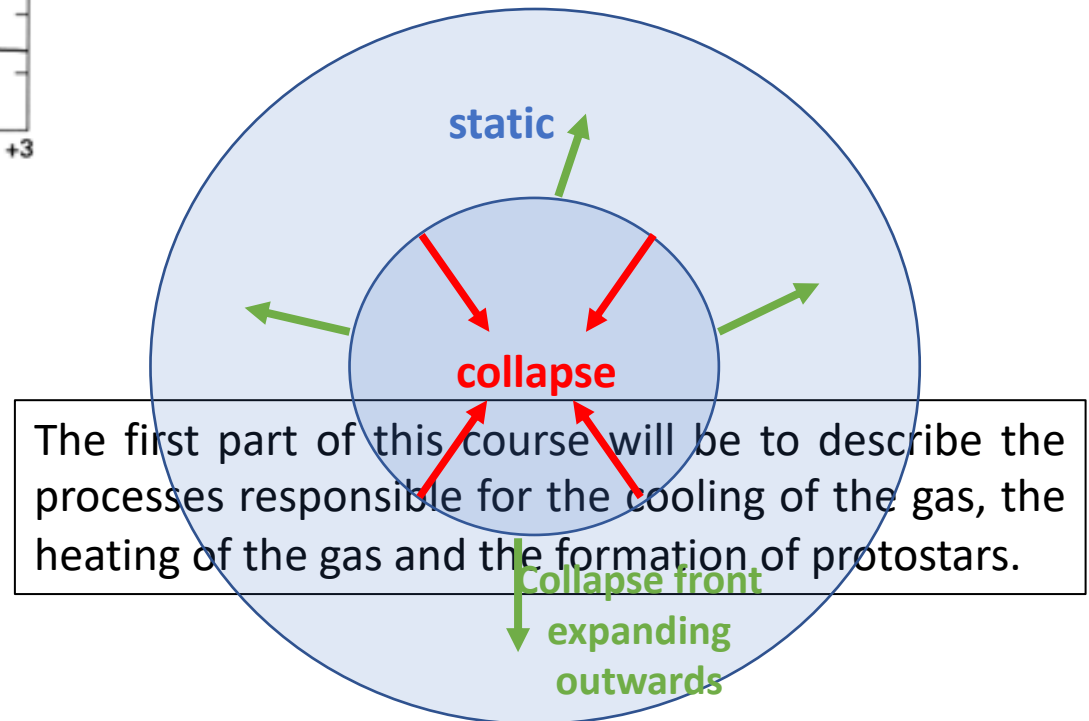 +3
static
collapse
The first part of this course will be to describe the
processes responsible for the cooling of the gas, the
heating of the gas and the formation of protostars.
Collapse front
expanding
outwards